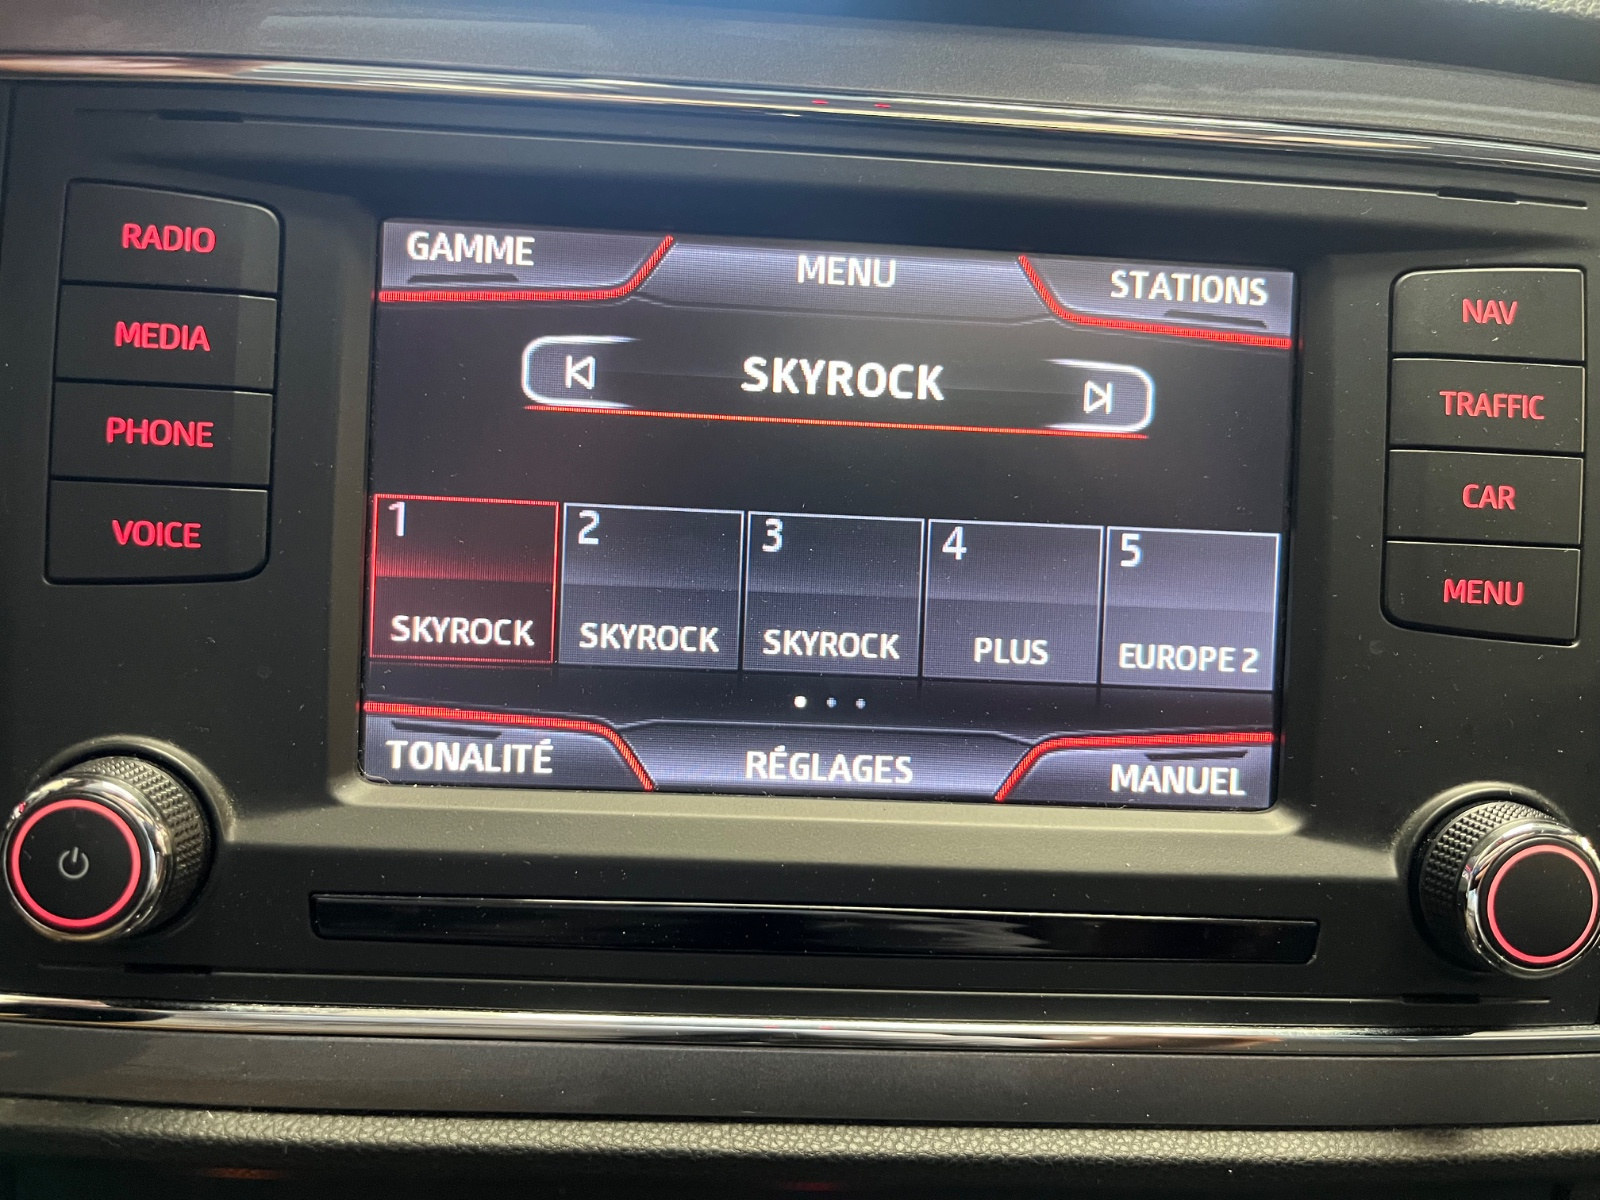 RADIO
MEDIA
PHONE
VOICE
GAMME
MENU
STATIONS
SKYROCK
1
SKYROCK
2
SKYROCK
3
SKYROCK
4
PLUS
5
EUROPE 2
TONALITÉ
RÉGLAGES
MANUEL
NAV
TRAFFIC
CAR
MENU